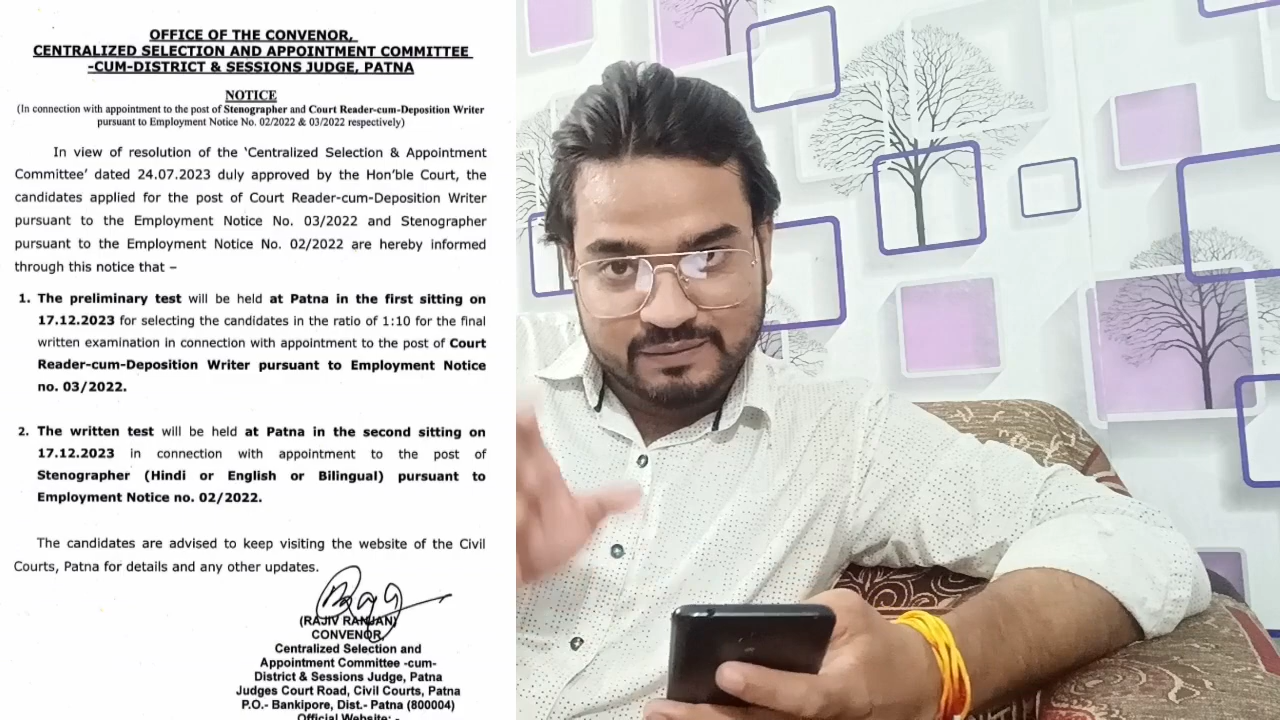 OFFICE OF THE CONVENOR,
CENTRALIZED SELECTION AND APPOINTMENT COMMITTEE
-CUM-DISTRICT & SESSIONS JUDGE, PATNA
NOTICE
(In connection with appointment to the post of Stenographer and Court Reader-cum-Deposition Writer
pursuant to Employment Notice No. 02/2022 & 03/2022 respectively)
In view of resolution of the ‘Centralized Selection & Appointment
Committee’ dated 24.07.2023 duly approved by the Hon’ble Court, the
candidates applied for the post of Court Reader-cum-Deposition Writer
pursuant to the Employment Notice No. 03/2022 and Stenographer
pursuant to the Employment Notice No. 02/2022 are hereby informed
through this notice that –
1. The preliminary test will be held at Patna in the first sitting on
17.12.2023 for selecting the candidates in the ratio of 1:10 for the final
written examination in connection with appointment to the post of Court
Reader-cum-Deposition Writer pursuant to Employment Notice
no. 03/2022.
2. The written test will be held at Patna in the second sitting on
17.12.2023 in connection with appointment to the post of
Stenographer (Hindi or English or Bilingual) pursuant to
Employment Notice no. 02/2022.
The candidates are advised to keep visiting the website of the Civil
Courts, Patna for details and any other updates.
(RAJIV RANJAN)
CONVENOR,
Centralized Selection and
Appointment Committee -cum-
District & Sessions Judge, Patna
Judges Court Road, Civil Courts, Patna
P.O.- Bankipore, Dist.- Patna (800004)
Official Website: -